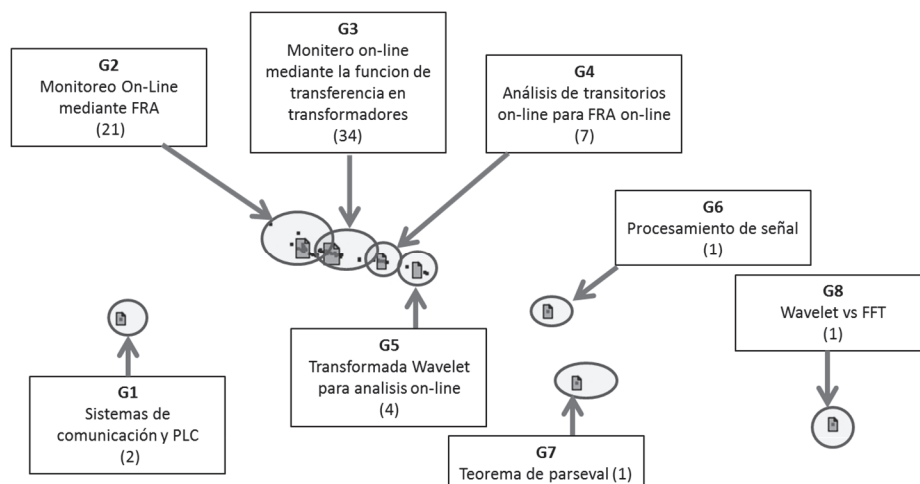 G2
Monitoreo On-Line
mediante FRA
(21)
G3
Monitero on-line
mediante la funcion de
transferencia en
transformadores
(34)
G4
Análisis de transitorios
on-line para FRA on-line
(7)
G6
Procesamiento de señal
(1)
G8
Wavelet vs FFT
(1)
G5
Transformada Wavelet
para analisis on-line
(4)
G1
Sistemas de
comunicación y PLC
(2)
G7
Teorema de parseval (1)